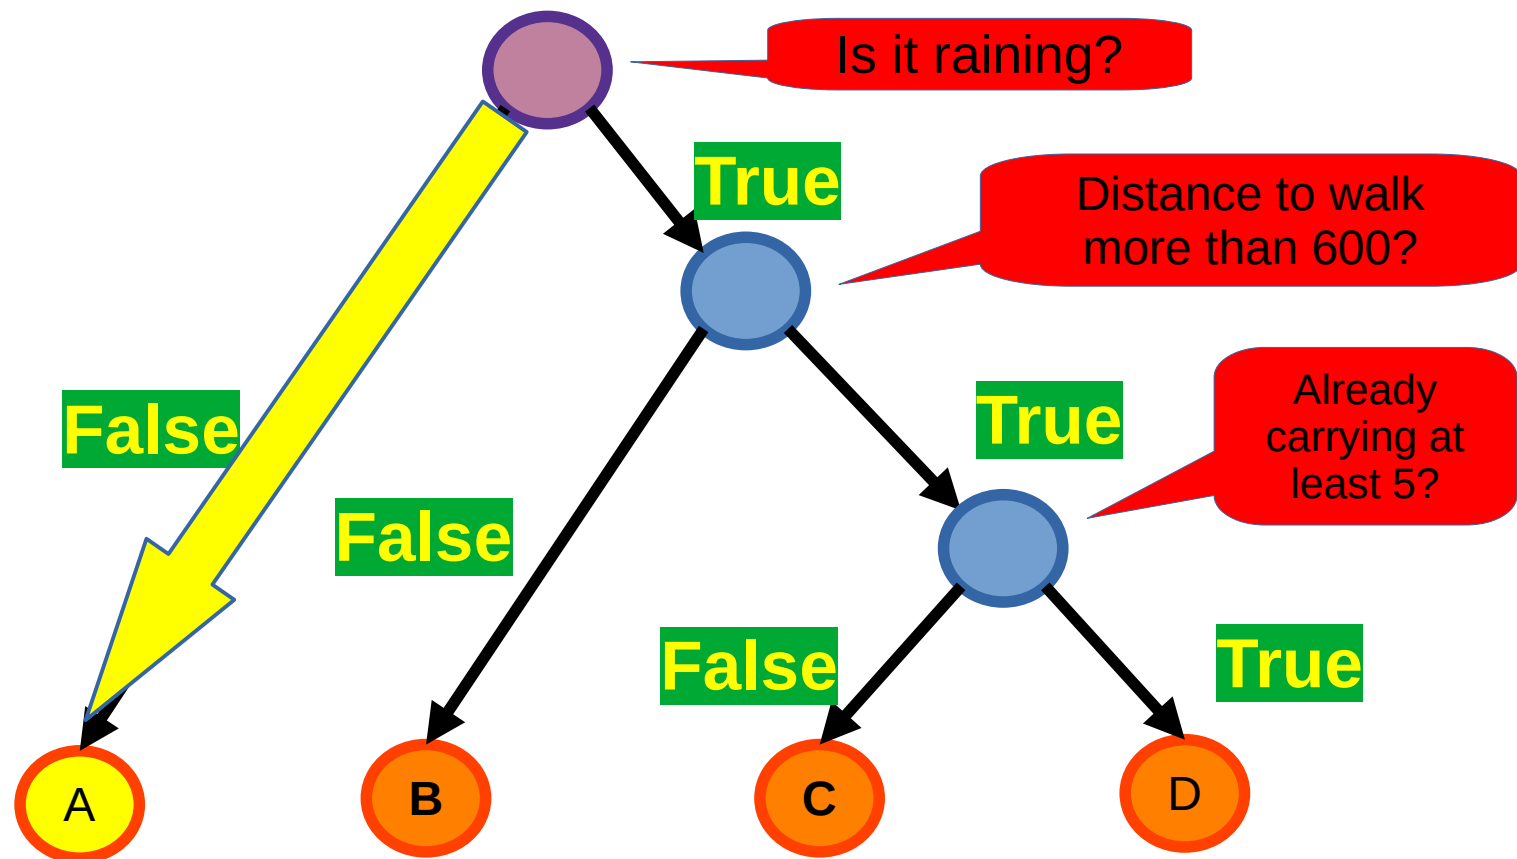 Is it raining?
True
Distance to walk
more than 600?
False
True
Already
carrying at
least 5?
False
False
True
A
B
C
D